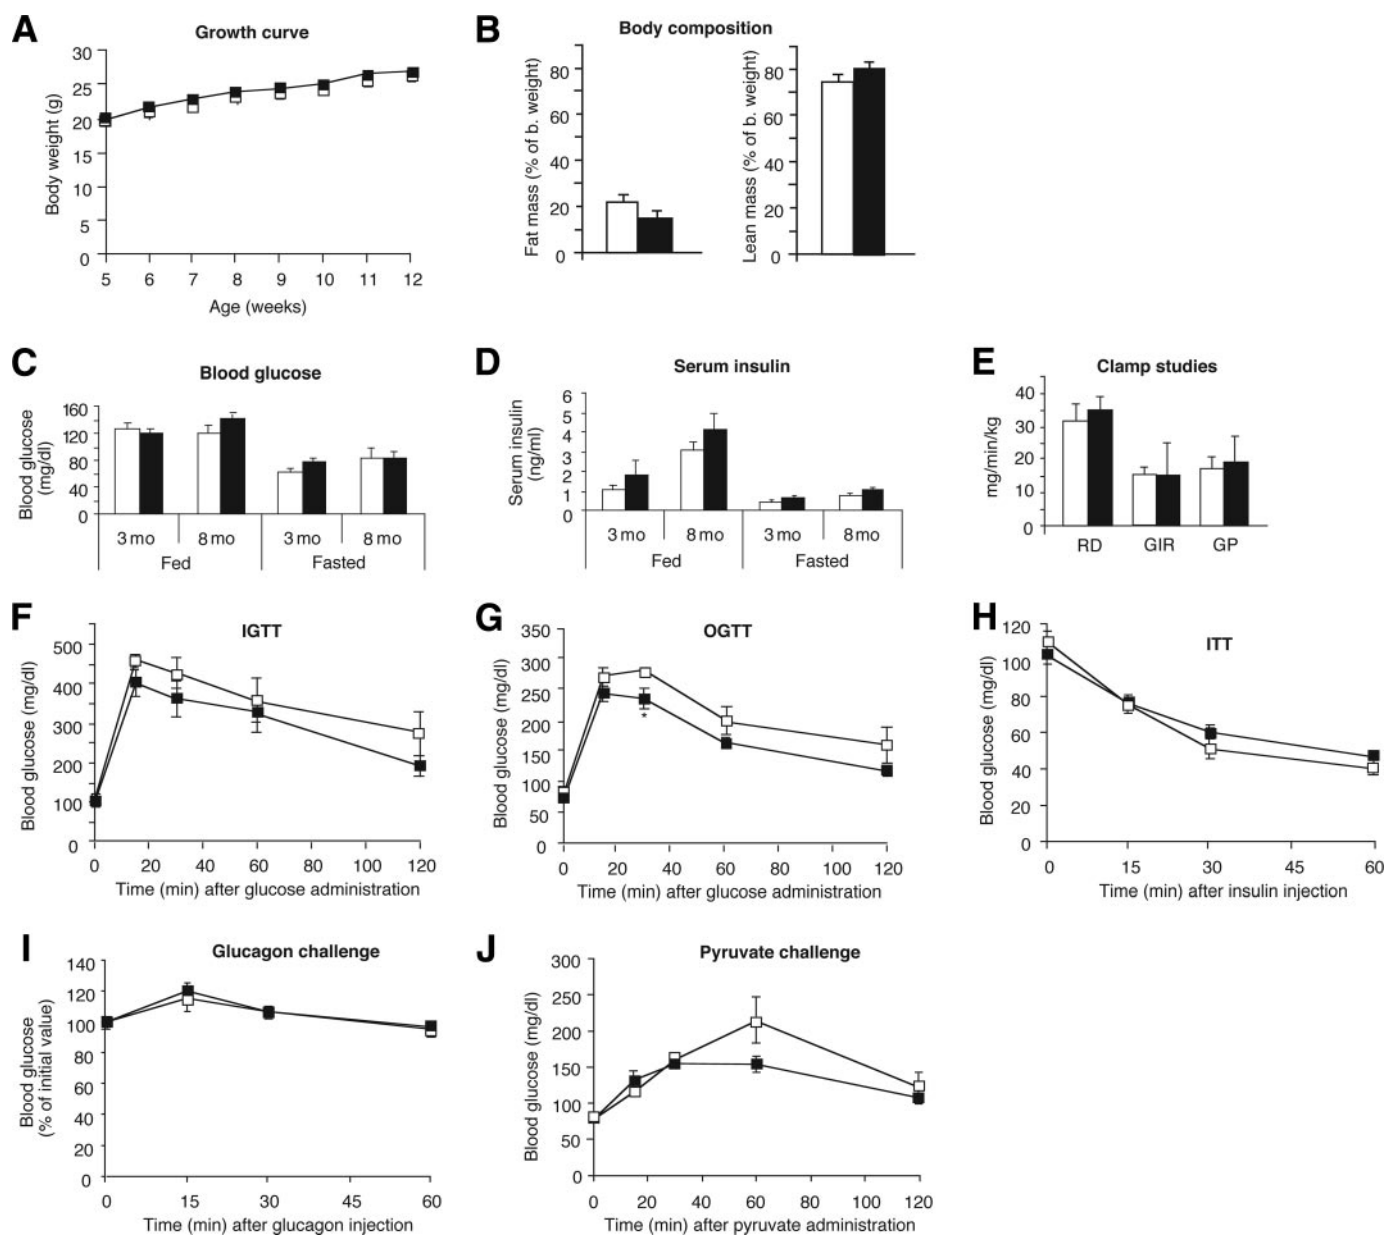 A
Growth curve
Body weight (g)
30
25
20
15
10
5
0
5 6 7 8 9 10 11 12
Age (weeks)
B
Body composition
Fat mass (% of b. weight)
80
60
40
20
0
Lean mass (% of b. weight)
80
60
40
20
0
C
Blood glucose
Blood glucose
(mg/dl)
160
120
80
40
0
3 mo 8 mo 3 mo 8 mo
Fed Fasted
D
Serum insulin
Serum insulin
(ng/ml)
6
5
4
3
2
1
0
3 mo 8 mo 3 mo 8 mo
Fed Fasted
E
Clamp studies
mg/min/kg
40
30
20
10
0
RD GIR GP
F
IGTT
Blood glucose (mg/dl)
500
400
300
200
100
0
0 20 40 60 80 100 120
Time (min) after glucose administration
G
OGTT
Blood glucose (mg/dl)
350
300
250
200
150
100
50
0
*
0 20 40 60 80 100 120
Time (min) after glucose administration
H
ITT
Blood glucose (mg/dl)
120
100
80
60
40
20
0
0 15 30 45 60
Time (min) after insulin injection
I
Glucagon challenge
Blood glucose
(% of initial value)
140
120
100
80
60
40
20
0
0 15 30 45 60
Time (min) after glucagon injection
J
Pyruvate challenge
Blood glucose (mg/dl)
300
250
200
150
100
50
0
0 20 40 60 80 100 120
Time (min) after pyruvate administration